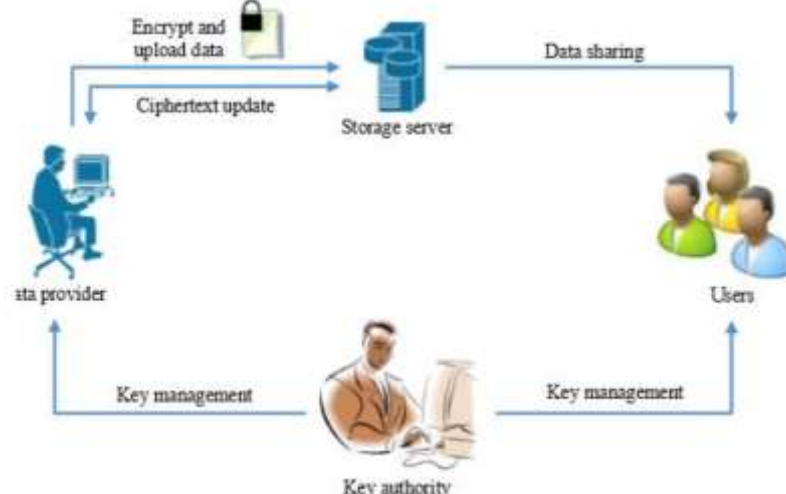 Encrypt and
upload data
Data sharing
Ciphertext update
Storage server
ata provider
Users
Key management
Key management
Key authority